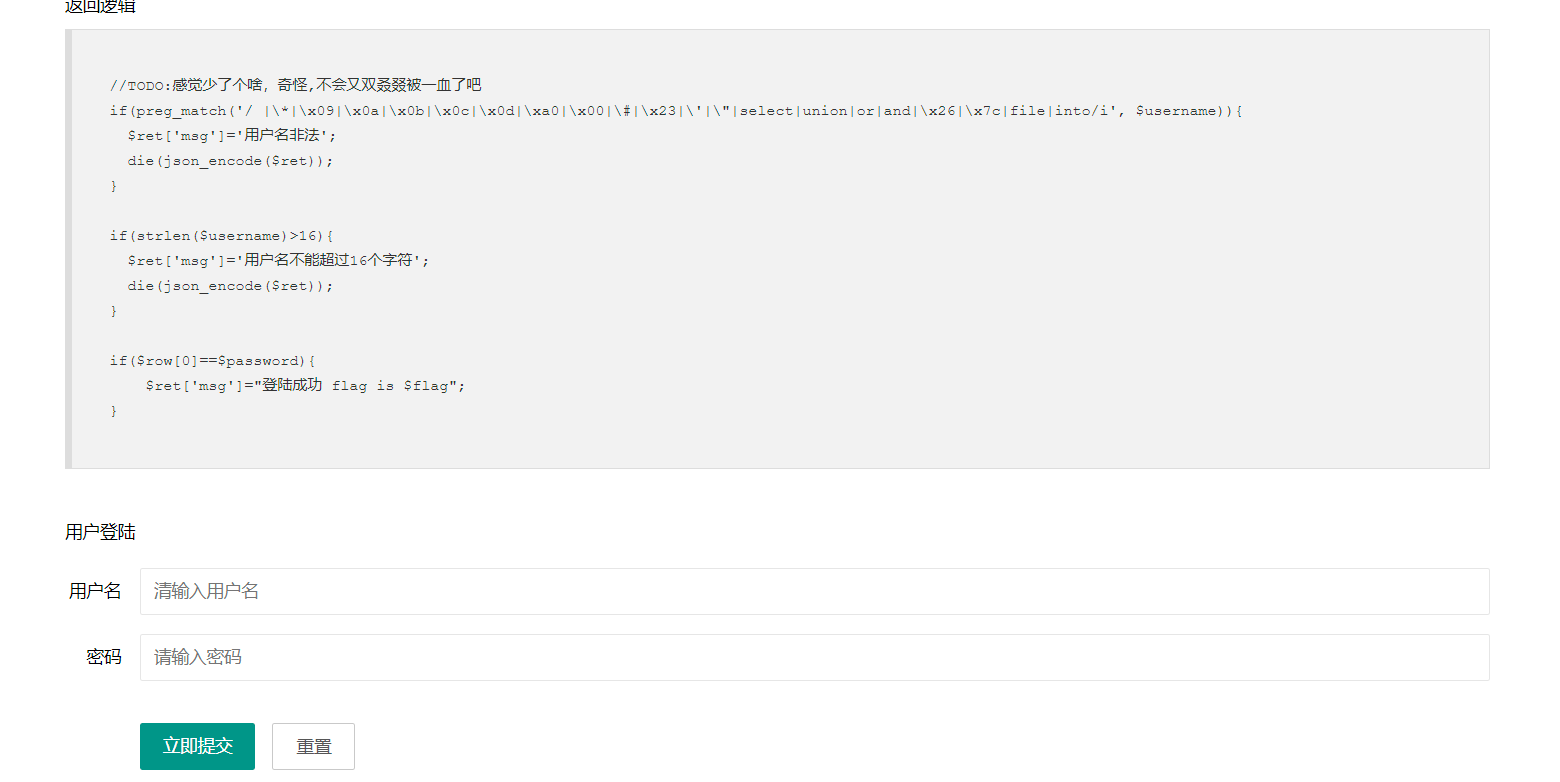 返回逻辑
//TODO:感觉少了个啥，奇怪,不会又双叒叕被一血了吧
if(preg_match('/ |\*|\x09|\x0a|\x0b|\x0c|\x0d|\xa0|\x00|\#|\x23|\'|\"|select|union|or|and|\x26|\x7c|file|into/i', $username)){
  $ret['msg']='用户名非法';
  die(json_encode($ret));
}
if(strlen($username)>16){
  $ret['msg']='用户名不能超过16个字符';
  die(json_encode($ret));
}
if($row[0]==$password){
    $ret['msg']="登陆成功 flag is $flag";
}
用户登陆
用户名 清输入用户名
密码 请输入密码
立即提交 重置